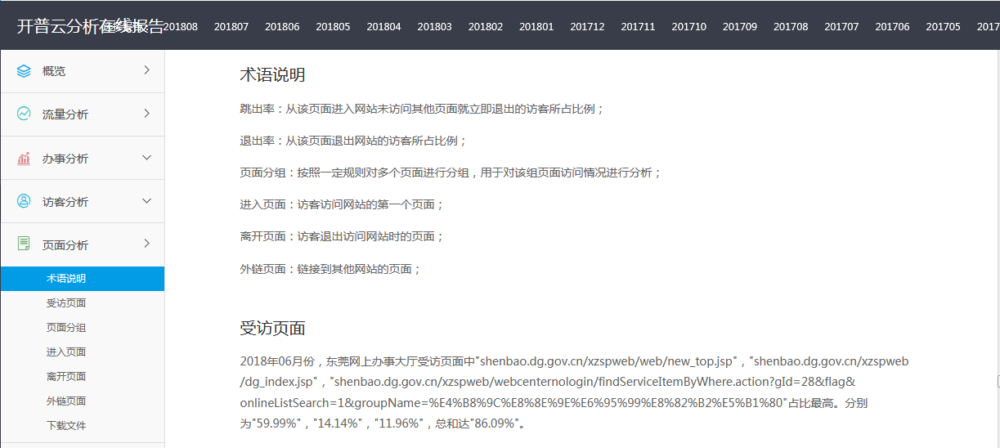 开普云分析在线报告
201808 201807 201806 201805 201804 201803 201802 201801 201712 201711 201710 201709 201708 201707 201706 201705 201704
概览
流量分析
办事分析
访客分析
页面分析
术语说明
受访页面
页面分组
进入页面
离开页面
外链页面
下载文件
术语说明
跳出率：从该页面进入网站未访问其他页面就立即退出的访客所占比例；
退出率：从该页面退出网站的访客所占比例；
页面分组：按照一定规则对多个页面进行分组，用于对该组页面访问情况进行分析；
进入页面：访客访问网站的第一个页面；
离开页面：访客退出访问网站时的页面；
外链页面：链接到其他网站的页面；
受访页面
2018年06月份，东莞网上办事大厅受访页面中"shenbao.dg.gov.cn/xzspweb/web/new_top.jsp"，"shenbao.dg.gov.cn/xzspweb
/dg_index.jsp"，"shenbao.dg.gov.cn/xzspweb/webcenternologin/findServiceItemByWhere.action?gId=28&flag&
onlineListSearch=1&groupName=%E4%B8%9C%E8%8E%9E%E6%95%99%E8%82%B2%E5%B1%80"占比最高。分别
为"59.99%"，"14.14%"，"11.96%"，总和达"86.09%"。